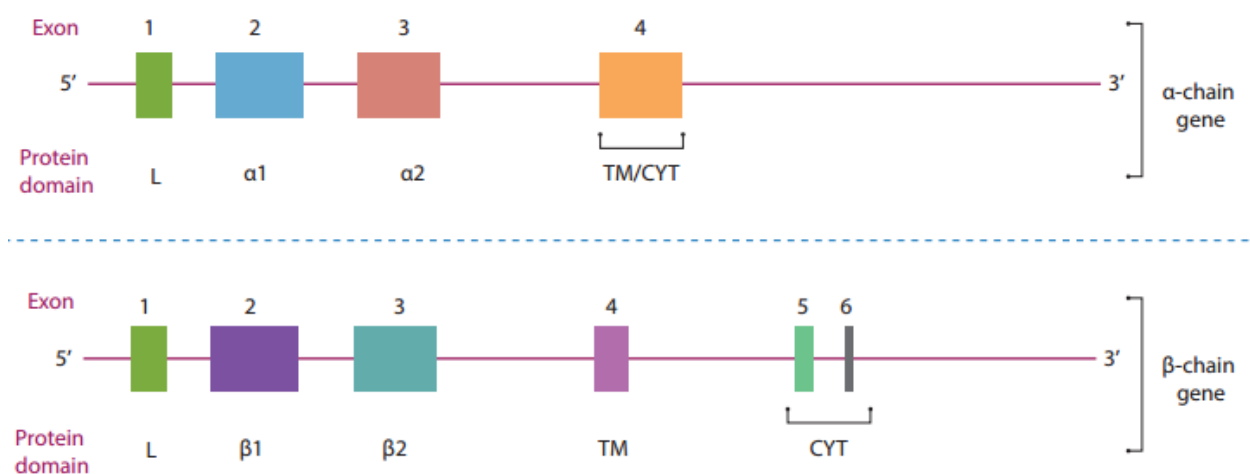 Exon 1 2 3 4
5′ 3′
α-chain
gene
Protein
domain
L α1 α2 TM/CYT
Exon 1 2 3 4 5 6
5′ 3′
β-chain
gene
Protein
domain
L β1 β2 TM CYT